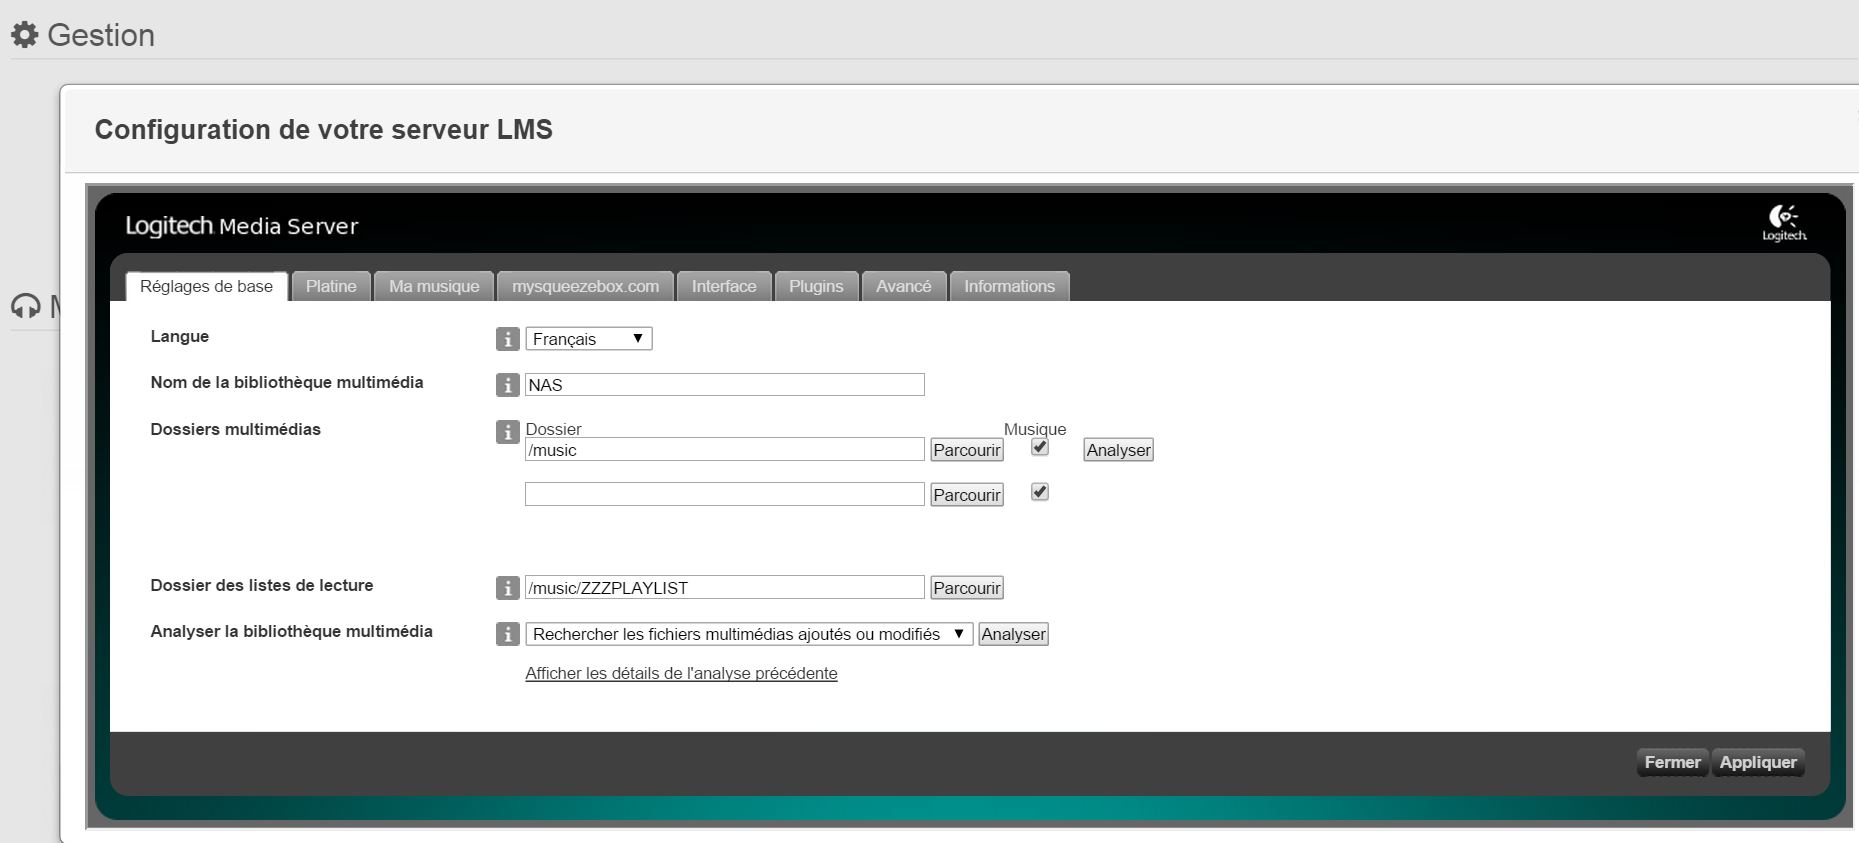 Gestion
Configuration de votre serveur LMS
Logitech Media Server
Logitech
Réglages de base Platine Ma musique mysqueezebox.com Interface Plugins Avancé Informations
Langue Français
Nom de la bibliothèque multimédia NAS
Dossiers multimédias Dossier Musique
/music Parcourir Analyser
Parcourir
Dossier des listes de lecture /music/ZZZPLAYLIST Parcourir
Analyser la bibliothèque multimédia Rechercher les fichiers multimédias ajoutés ou modifiés Analyser
Afficher les détails de l'analyse précédente
Fermer Appliquer